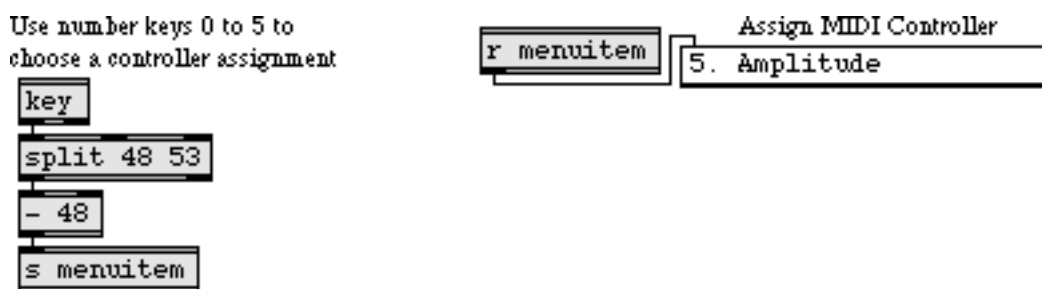 Use number keys 0 to 5 to
choose a controller assignment
key
split 48 53
- 48
s menuitem
r menuitem
Assign MIDI Controller
5. Amplitude